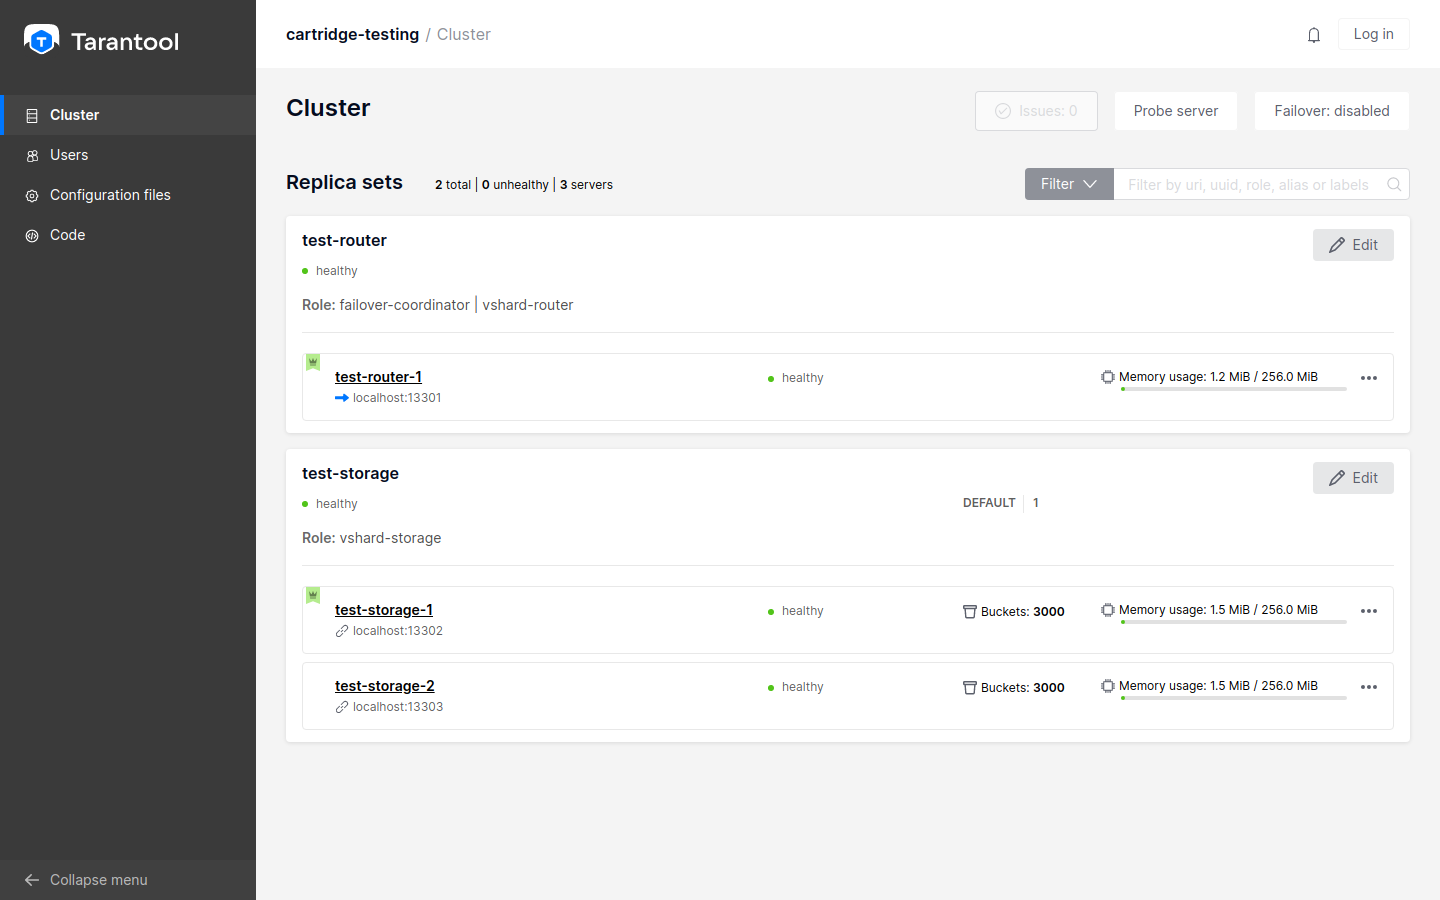 Tarantool
cartridge-testing / Cluster
Log in
Cluster
Users
Configuration files
Code
Collapse menu
Cluster
Issues: 0
Probe server
Failover: disabled
Replica sets
2 total | 0 unhealthy | 3 servers
Filter
Filter by uri, uuid, role, alias or labels
test-router
Edit
healthy
Role: failover-coordinator | vshard-router
test-router-1
healthy
Memory usage: 1.2 MiB / 256.0 MiB
localhost:13301
test-storage
Edit
healthy
DEFAULT | 1
Role: vshard-storage
test-storage-1
healthy
Buckets: 3000
Memory usage: 1.5 MiB / 256.0 MiB
localhost:13302
test-storage-2
healthy
Buckets: 3000
Memory usage: 1.5 MiB / 256.0 MiB
localhost:13303